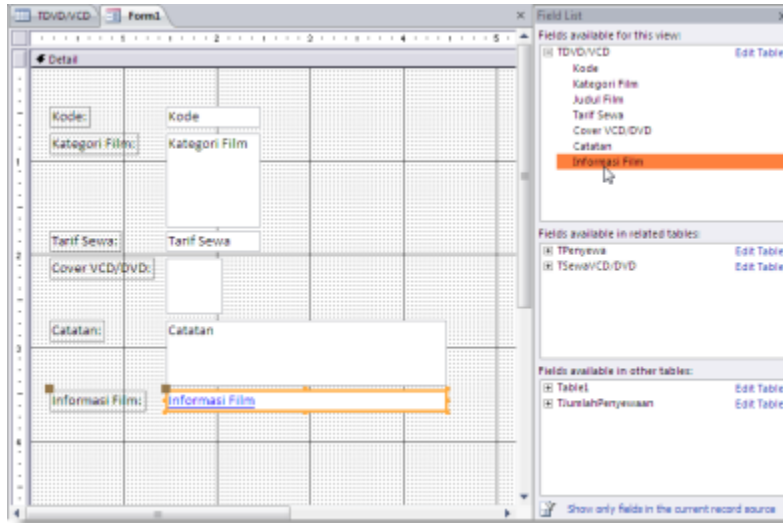 TDVD/VCD
Form1
Detail
Kode:
Kode
Kategori Film:
Kategori Film
Tarif Sewa:
Tarif Sewa
Cover VCD/DVD:
Catatan:
Catatan
Informasi Film:
Informasi Film
Field List
Fields available for this view:
TDVD/VCD Edit Table
Kode
Kategori Film
Judul Film
Tarif Sewa
Cover VCD/DVD
Catatan
Informasi Film
Fields available in related tables:
TPenyewa Edit Table
TSewaVCD/DVD Edit Table
Fields available in other tables:
Table1 Edit Table
TJumlahPenyewaan Edit Table
Show only fields in the current record source